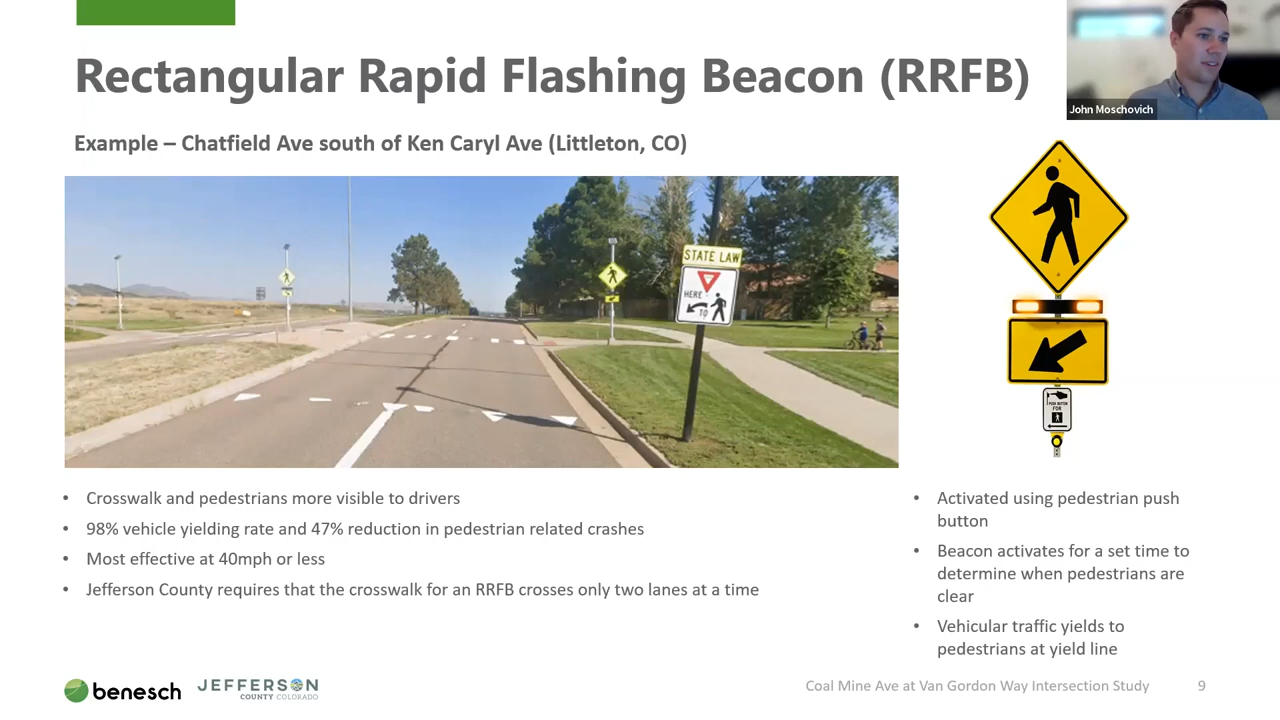 Rectangular Rapid Flashing Beacon (RRFB)
John Moschovich
Example – Chatfield Ave south of Ken Caryl Ave (Littleton, CO)
STATE LAW
HERE
TO
PUSH BUTTON
FOR
• Crosswalk and pedestrians more visible to drivers
• 98% vehicle yielding rate and 47% reduction in pedestrian related crashes
• Most effective at 40mph or less
• Jefferson County requires that the crosswalk for an RRFB crosses only two lanes at a time
• Activated using pedestrian push
button
• Beacon activates for a set time to
determine when pedestrians are
clear
• Vehicular traffic yields to
pedestrians at yield line
benesch
JEFFERSON
COUNTY COLORADO
Coal Mine Ave at Van Gordon Way Intersection Study 9